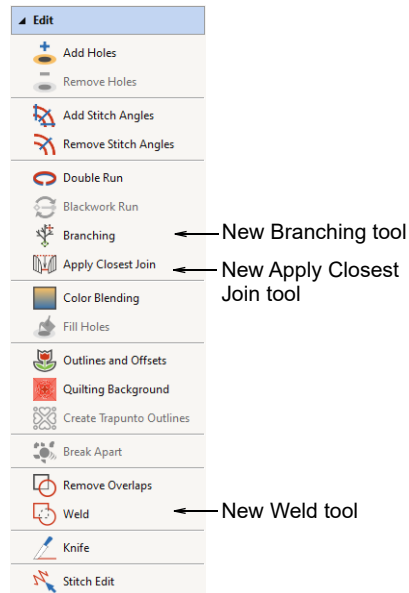 Edit
Add Holes
Remove Holes
Add Stitch Angles
Remove Stitch Angles
Double Run
Blackwork Run
Branching
New Branching tool
Apply Closest Join
New Apply Closest
Join tool
Color Blending
Fill Holes
Outlines and Offsets
Quilting Background
Create Trapunto Outlines
Break Apart
Remove Overlaps
Weld
New Weld tool
Knife
Stitch Edit